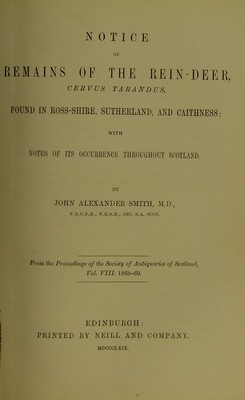 NOTICE
OF
REMAINS OF THE REIN-DEER,
CERVUS TARANDUS,
FOUND IN ROSS-SHIRE, SUTHERLAND, AND CAITHNESS;
WITH
NOTES OF ITS OCCURRENCE THROUGHOUT SCOTLAND.
BY
JOHN ALEXANDER SMITH, M.D.,
F.R.C.P.E., F.R.S.E., SEC. S.A. SCOT.
From the Proceedings of the Society of Antiquaries of Scotland,
Vol. VIII. 1868-69.
EDINBURGH:
PRINTED BY NEILL AND COMPANY.
MDCCCLXIX.